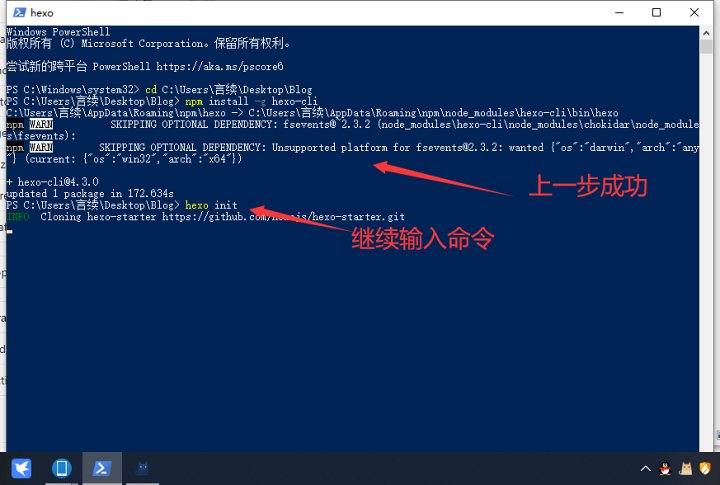 hexo
Windows PowerShell
版权所有 (C) Microsoft Corporation。保留所有权利。
尝试新的跨平台 PowerShell https://aka.ms/pscore6
PS C:\Windows\system32> cd C:\Users\言续\Desktop\Blog
PS C:\Users\言续\Desktop\Blog> npm install -g hexo-cli
C:\Users\言续\AppData\Roaming\npm\hexo -> C:\Users\言续\AppData\Roaming\npm\node_modules\hexo-cli\bin\hexo
npm WARN SKIPPING OPTIONAL DEPENDENCY: fsevents@ 2.3.2 (node_modules\hexo-cli\node_modules\chokidar\node_module
s\fsevents):
npm WARN SKIPPING OPTIONAL DEPENDENCY: Unsupported platform for fsevents@2.3.2: wanted {"os":"darwin","arch":"any
"} (current: {"os":"win32","arch":"x64"})
上一步成功
+ hexo-cli@4.3.0
updated 1 package in 172.634s
PS C:\Users\言续\Desktop\Blog> hexo init
INFO Cloning hexo-starter https://github.com/hexojs/hexo-starter.git
继续输入命令